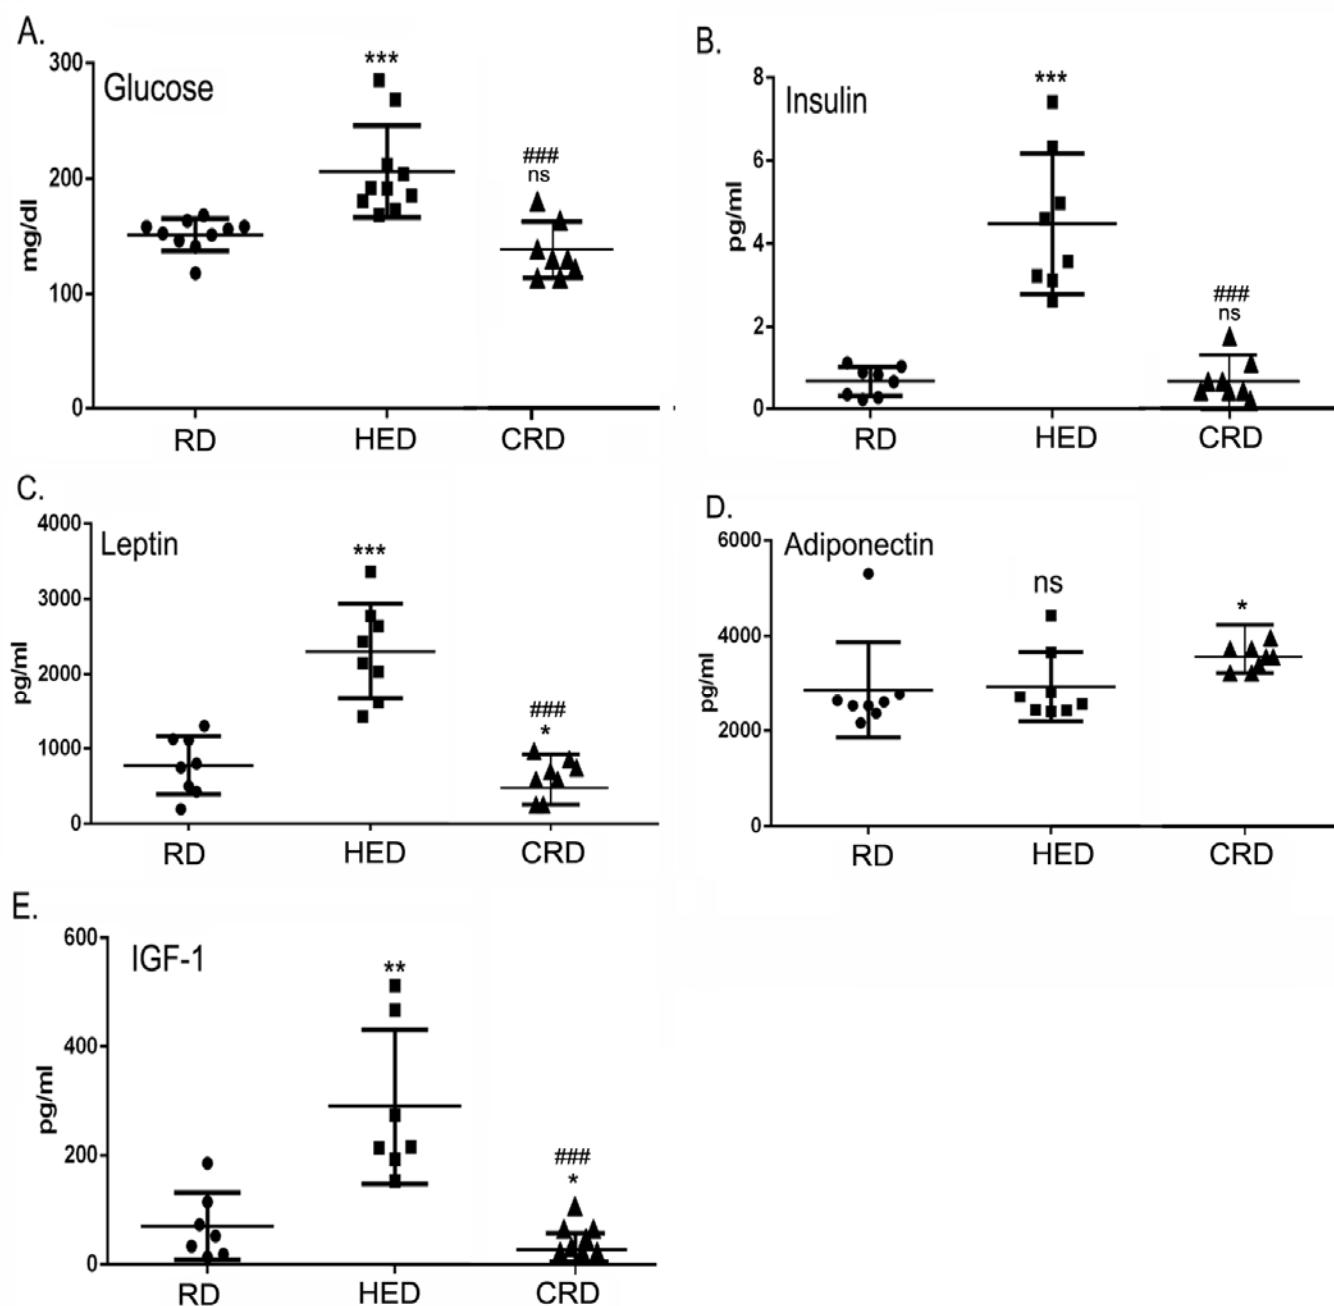 A.
Glucose
mg/dl
300
200
100
0
***
###
ns
RD HED CRD
B.
Insulin
pg/ml
8
6
4
2
0
***
###
ns
RD HED CRD
C.
Leptin
pg/ml
4000
3000
2000
1000
0
***
###
*
RD HED CRD
D.
Adiponectin
pg/ml
6000
4000
2000
0
ns
*
RD HED CRD
E.
IGF-1
pg/ml
600
400
200
0
**
###
*
RD HED CRD